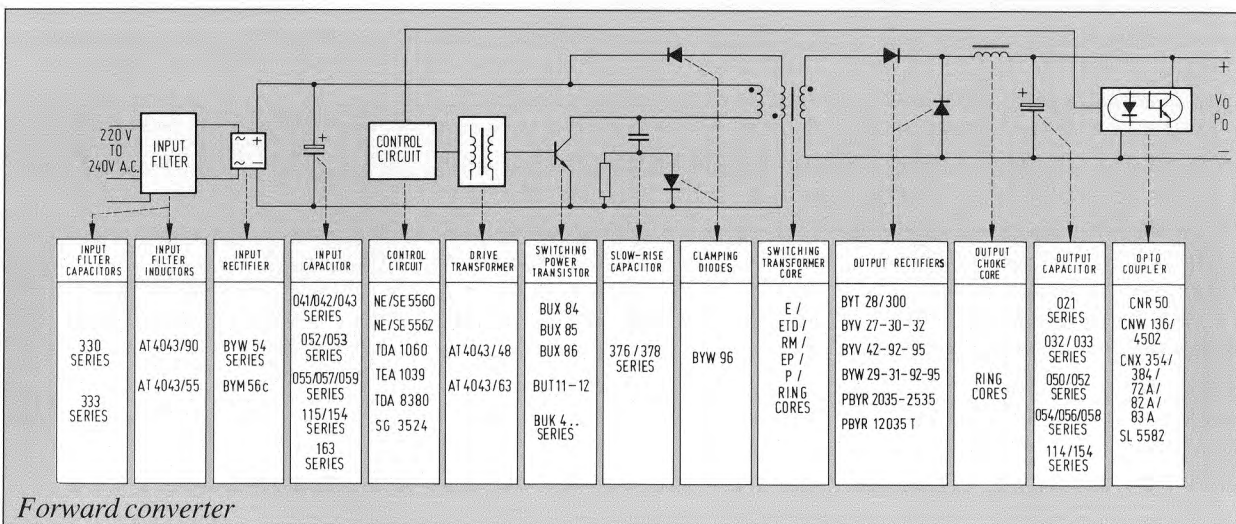 220 V
TO
240V A.C.
INPUT
FILTER
~ +
~ −
+
CONTROL
CIRCUIT
+
+
V₀
P₀
−
INPUT
FILTER
CAPACITORS
330
SERIES
333
SERIES
INPUT
FILTER
INDUCTORS
AT 4043/90
AT 4043/55
INPUT
RECTIFIER
BYW 54
SERIES
BYM 56c
INPUT
CAPACITOR
041/042/043
SERIES
052/053
SERIES
055/057/059
SERIES
115/154
SERIES
163
SERIES
CONTROL
CIRCUIT
NE/SE 5560
NE/SE 5562
TDA 1060
TEA 1039
TDA 8380
SG 3524
DRIVE
TRANSFORMER
AT 4043/48
AT 4043/63
SWITCHING
POWER
TRANSISTOR
BUX 84
BUX 85
BUX 86
BUT 11-12
BUK 4..
SERIES
SLOW-RISE
CAPACITOR
376/378
SERIES
CLAMPING
DIODES
BYW 96
SWITCHING
TRANSFORMER
CORE
E /
ETD /
RM /
EP /
P /
RING
CORES
OUTPUT RECTIFIERS
BYT 28/300
BYV 27-30-32
BYV 42-92-95
BYW 29-31-92-95
PBYR 2035-2535
PBYR 12035 T
OUTPUT
CHOKE
CORE
RING
CORES
OUTPUT
CAPACITOR
021
SERIES
032/033
SERIES
050/052
SERIES
054/056/058
SERIES
114/154
SERIES
OPTO
COUPLER
CNR 50
CNW 136/
4502
CNX 354/
384/
72A/
82A/
83A
SL 5582
Forward converter